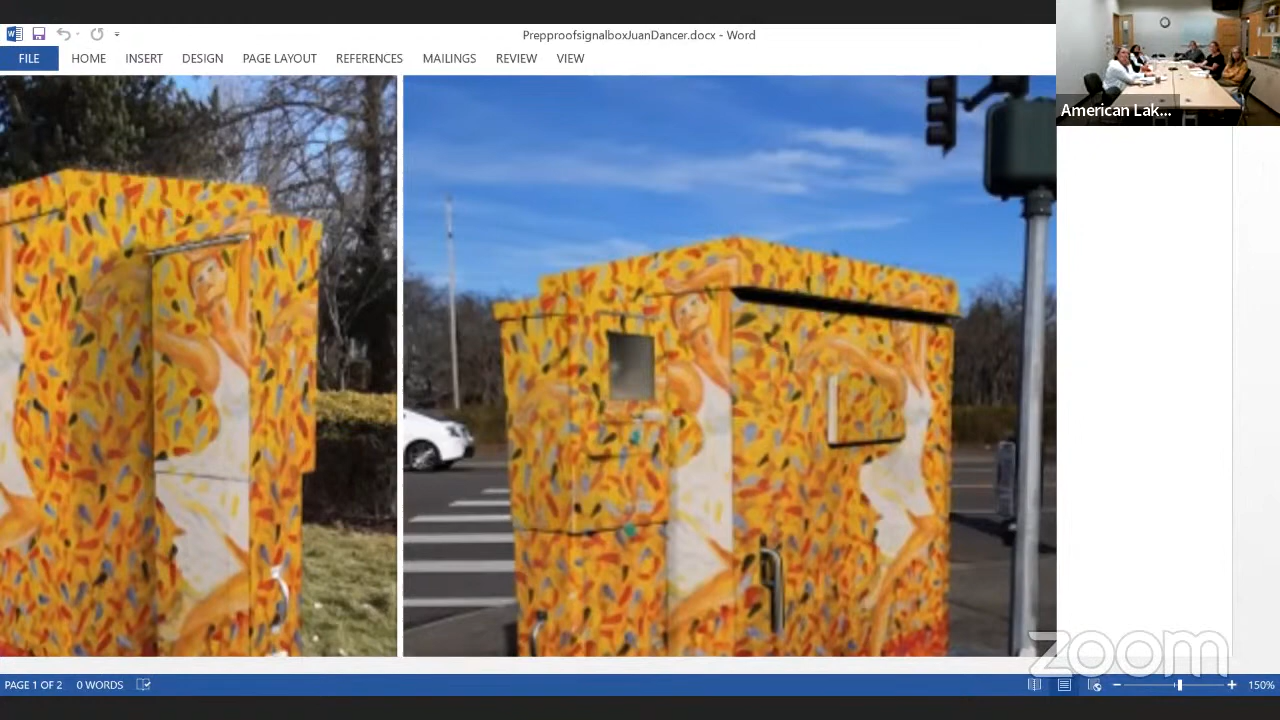 PrepproofsignalboxJuanDancer.docx - Word
FILE HOME INSERT DESIGN PAGE LAYOUT REFERENCES MAILINGS REVIEW VIEW
American Lak...
zoom
PAGE 1 OF 2 0 WORDS 150%